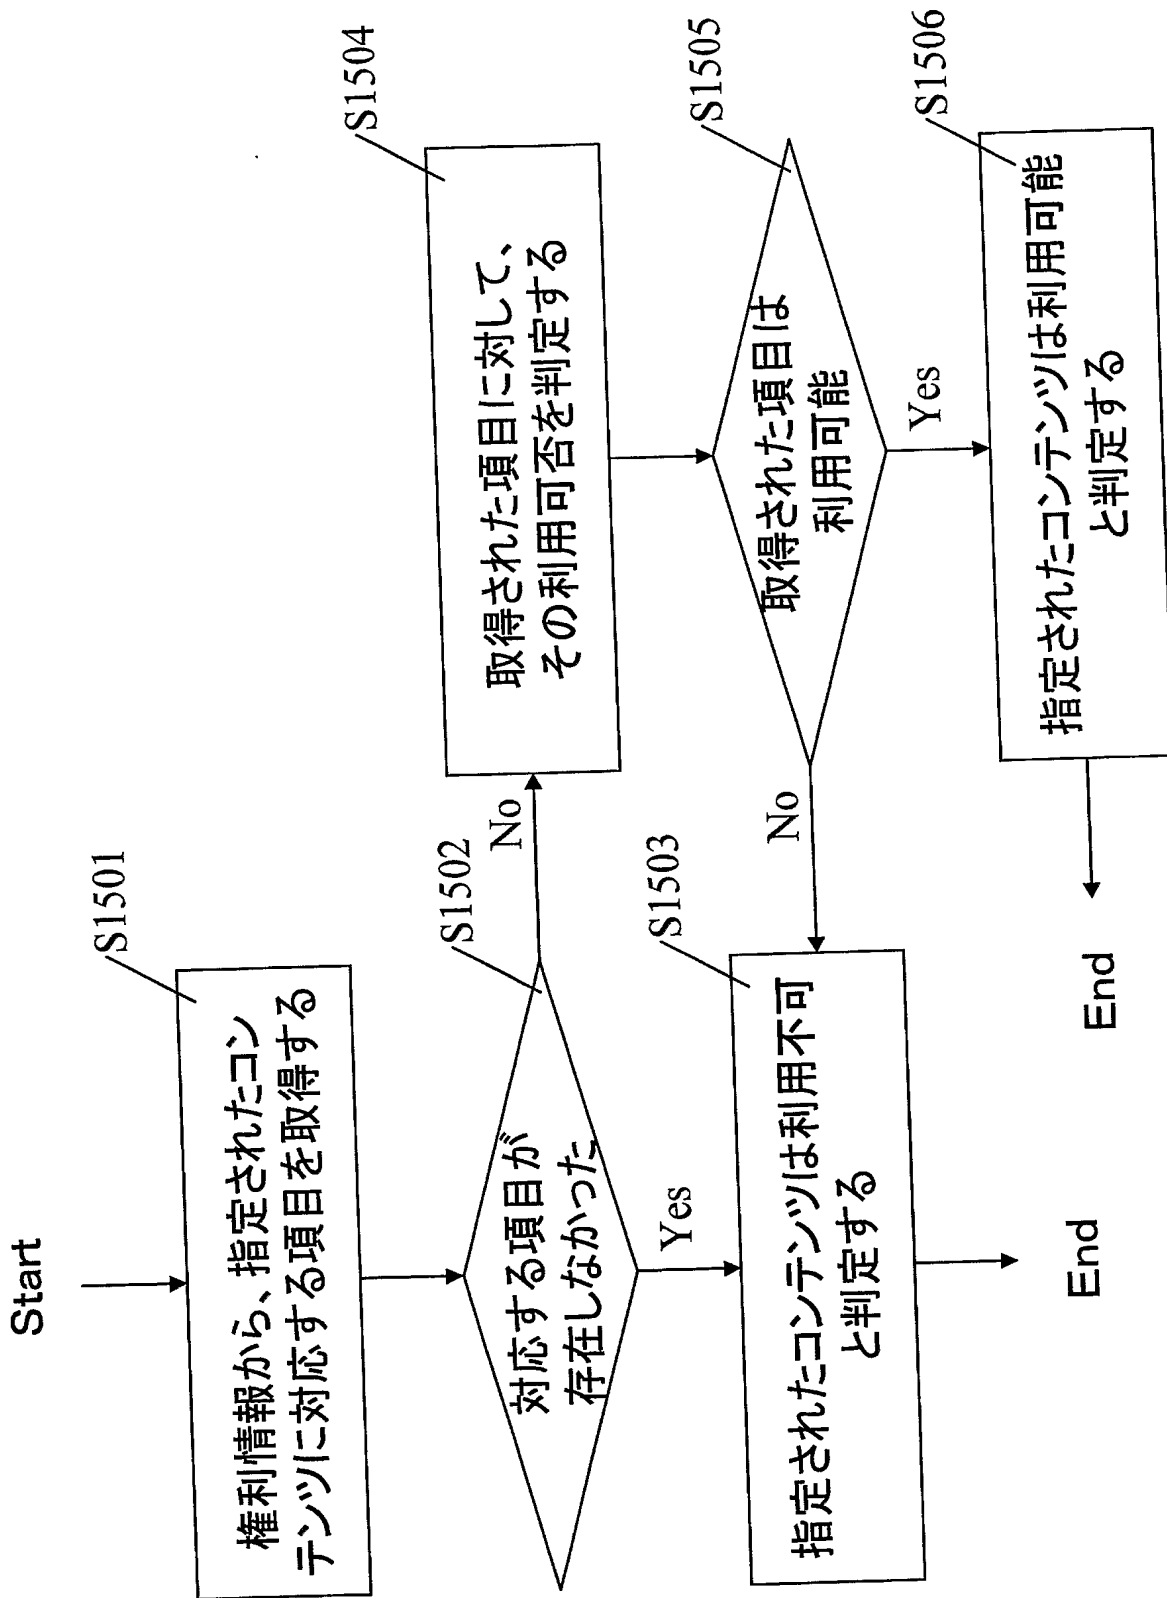 Start
S1501
権利情報から、指定されたコン
テンツに対応する項目を取得する
S1502
対応する項目が
存在しなかった
No
Yes
S1503
指定されたコンテンツは利用不可
と判定する
End
S1504
取得された項目に対して、
その利用可否を判定する
S1505
取得された項目は
利用可能
No
Yes
S1506
指定されたコンテンツは利用可能
と判定する
End